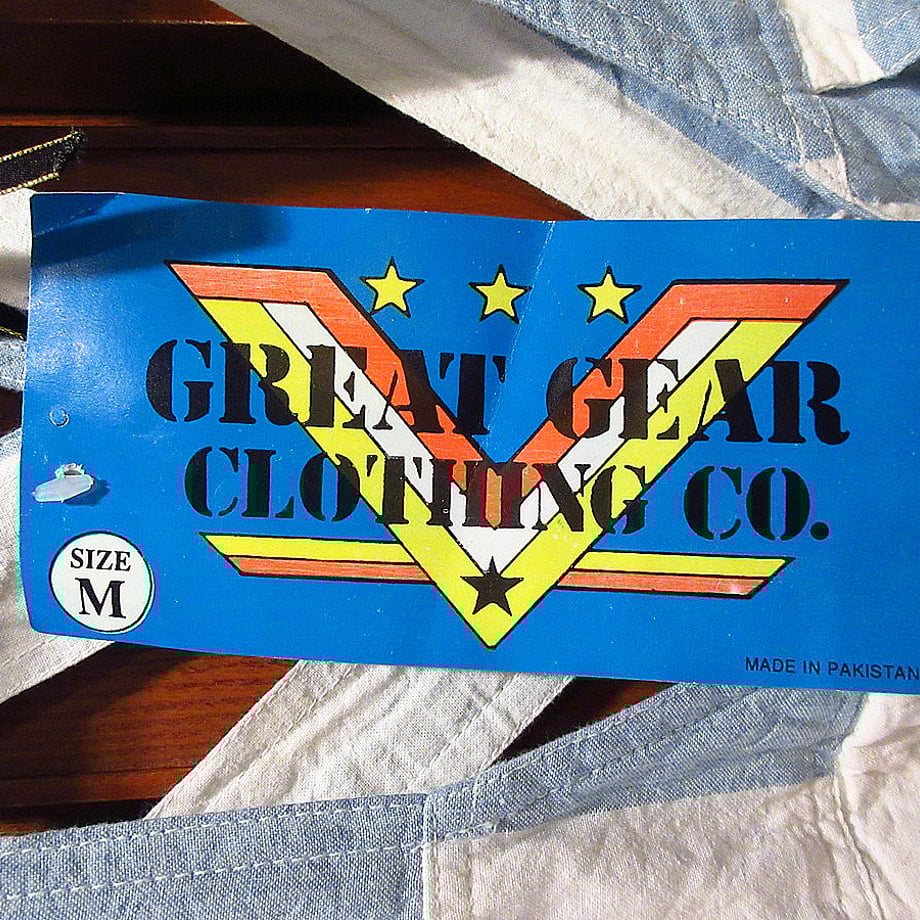 GREAT GEAR
CLOTHING CO.
SIZE
M
MADE IN PAKISTAN